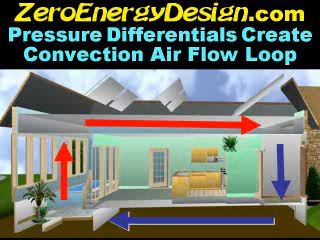 ZeroEnergyDesign.com
Pressure Differentials Create
Convection Air Flow Loop